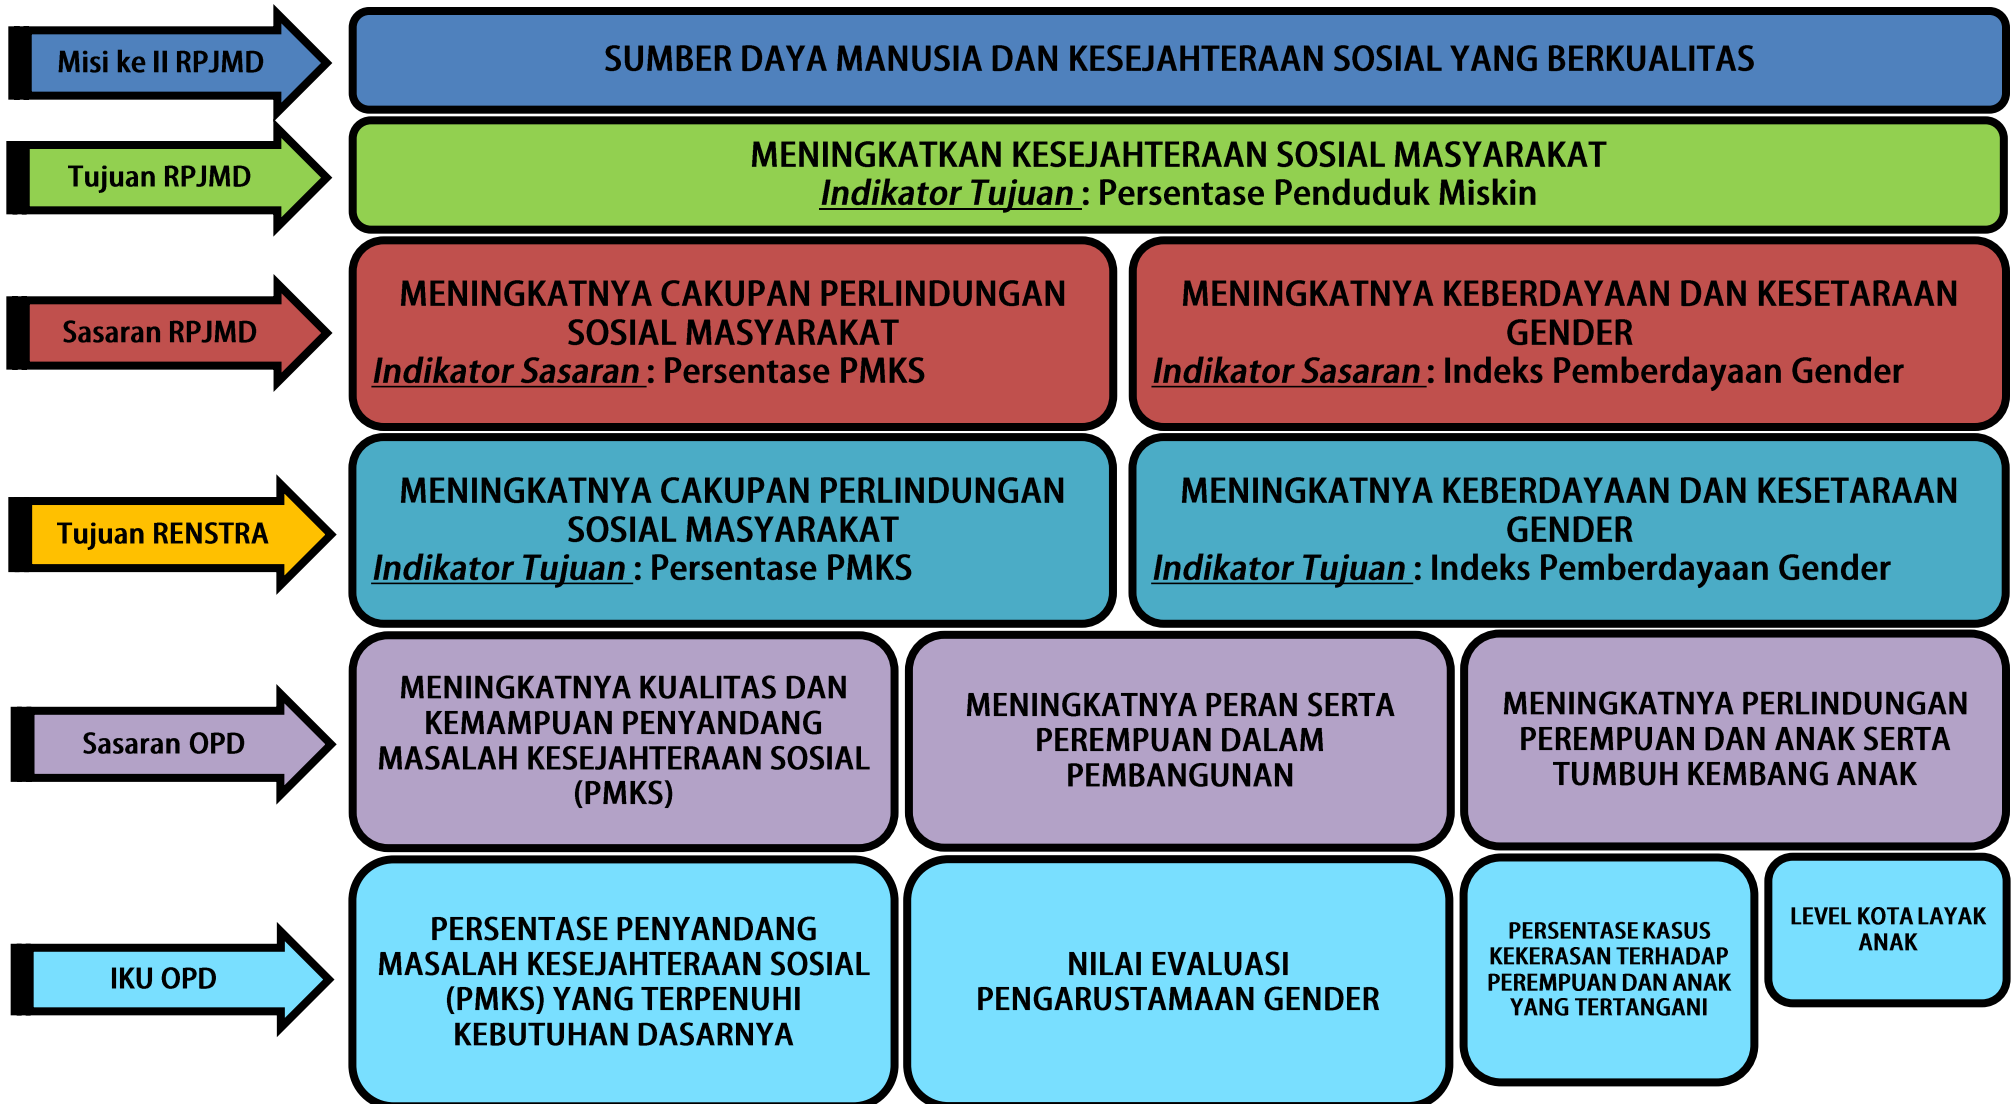 Misi ke II RPJMD
SUMBER DAYA MANUSIA DAN KESEJAHTERAAN SOSIAL YANG BERKUALITAS
Tujuan RPJMD
MENINGKATKAN KESEJAHTERAAN SOSIAL MASYARAKAT
Indikator Tujuan : Persentase Penduduk Miskin
Sasaran RPJMD
MENINGKATNYA CAKUPAN PERLINDUNGAN
SOSIAL MASYARAKAT
Indikator Sasaran : Persentase PMKS
MENINGKATNYA KEBERDAYAAN DAN KESETARAAN
GENDER
Indikator Sasaran : Indeks Pemberdayaan Gender
Tujuan RENSTRA
MENINGKATNYA CAKUPAN PERLINDUNGAN
SOSIAL MASYARAKAT
Indikator Tujuan : Persentase PMKS
MENINGKATNYA KEBERDAYAAN DAN KESETARAAN
GENDER
Indikator Tujuan : Indeks Pemberdayaan Gender
Sasaran OPD
MENINGKATNYA KUALITAS DAN
KEMAMPUAN PENYANDANG
MASALAH KESEJAHTERAAN SOSIAL
(PMKS)
MENINGKATNYA PERAN SERTA
PEREMPUAN DALAM
PEMBANGUNAN
MENINGKATNYA PERLINDUNGAN
PEREMPUAN DAN ANAK SERTA
TUMBUH KEMBANG ANAK
IKU OPD
PERSENTASE PENYANDANG
MASALAH KESEJAHTERAAN SOSIAL
(PMKS) YANG TERPENUHI
KEBUTUHAN DASARNYA
NILAI EVALUASI
PENGARUSTAMAAN GENDER
PERSENTASE KASUS
KEKERASAN TERHADAP
PEREMPUAN DAN ANAK
YANG TERTANGANI
LEVEL KOTA LAYAK
ANAK